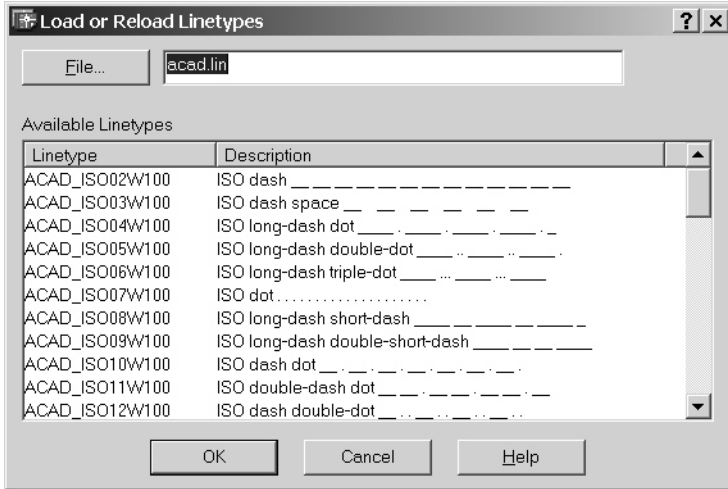 Load or Reload Linetypes
File...
acad.lin
Available Linetypes
Linetype Description
ACAD_ISO02W100 ISO dash __ __ __ __ __ __ __ __ __ __ __ __ __
ACAD_ISO03W100 ISO dash space __ __ __ __ __ __
ACAD_ISO04W100 ISO long-dash dot ____ . ____ . ____ . ____ . _
ACAD_ISO05W100 ISO long-dash double-dot ____ .. ____ .. ____ .
ACAD_ISO06W100 ISO long-dash triple-dot ____ ... ____ ... ____
ACAD_ISO07W100 ISO dot . . . . . . . . . . . . . . . . . . . .
ACAD_ISO08W100 ISO long-dash short-dash ____ __ ____ __ ____ _
ACAD_ISO09W100 ISO long-dash double-short-dash ____ __ __ ____
ACAD_ISO10W100 ISO dash dot __ . __ . __ . __ . __ . __ . __ .
ACAD_ISO11W100 ISO double-dash dot __ __ . __ __ . __ __ . __
ACAD_ISO12W100 ISO dash double-dot __ . . __ . . __ . . __ . .
OK Cancel Help